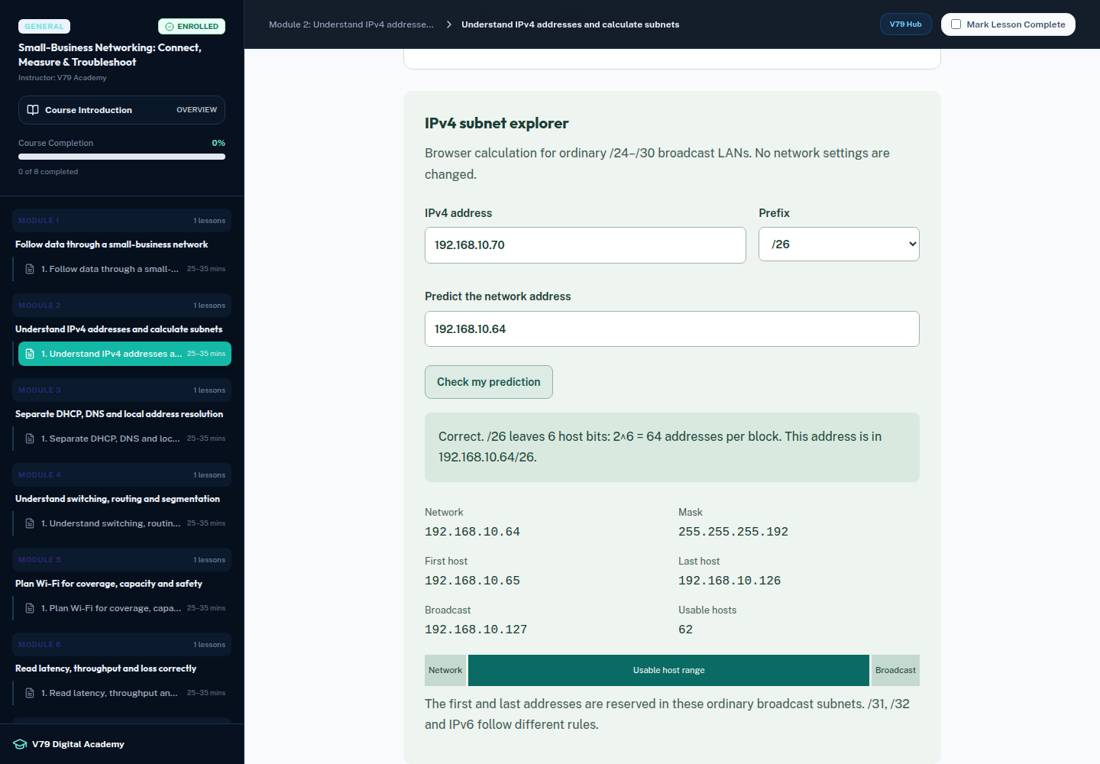 GENERAL
ENROLLED
Small-Business Networking: Connect,
Measure & Troubleshoot
Instructor: V79 Academy
Course Introduction
OVERVIEW
Course Completion
0%
0 of 8 completed
MODULE 1
1 lessons
Follow data through a small-business network
1. Follow data through a small-...
25–35 mins
MODULE 2
1 lessons
Understand IPv4 addresses and calculate subnets
1. Understand IPv4 addresses a...
25–35 mins
MODULE 3
1 lessons
Separate DHCP, DNS and local address resolution
1. Separate DHCP, DNS and loc...
25–35 mins
MODULE 4
1 lessons
Understand switching, routing and segmentation
1. Understand switching, routin...
25–35 mins
MODULE 5
1 lessons
Plan Wi-Fi for coverage, capacity and safety
1. Plan Wi-Fi for coverage, capa...
25–35 mins
MODULE 6
1 lessons
Read latency, throughput and loss correctly
1. Read latency, throughput an...
25–35 mins
V79 Digital Academy
Module 2: Understand IPv4 addresse...
Understand IPv4 addresses and calculate subnets
V79 Hub
Mark Lesson Complete
IPv4 subnet explorer
Browser calculation for ordinary /24–/30 broadcast LANs. No network settings are
changed.
IPv4 address
Prefix
192.168.10.70
/26
Predict the network address
192.168.10.64
Check my prediction
Correct. /26 leaves 6 host bits: 2^6 = 64 addresses per block. This address is in
192.168.10.64/26.
Network
Mask
192.168.10.64
255.255.255.192
First host
Last host
192.168.10.65
192.168.10.126
Broadcast
Usable hosts
192.168.10.127
62
Network
Usable host range
Broadcast
The first and last addresses are reserved in these ordinary broadcast subnets. /31, /32
and IPv6 follow different rules.